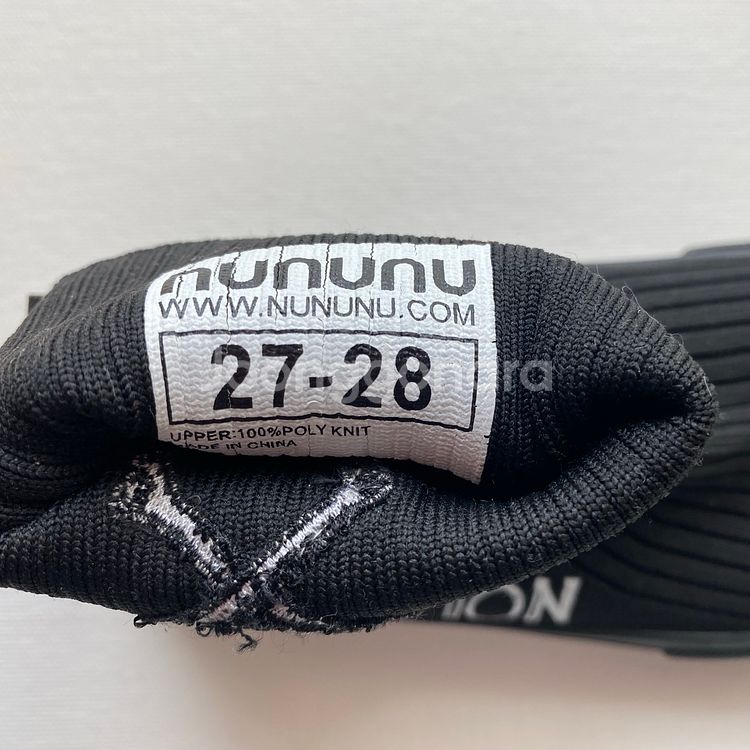 nununu
WWW.NUNUNU.COM
27-28
UPPER:100%POLY KNIT
MADE IN CHINA